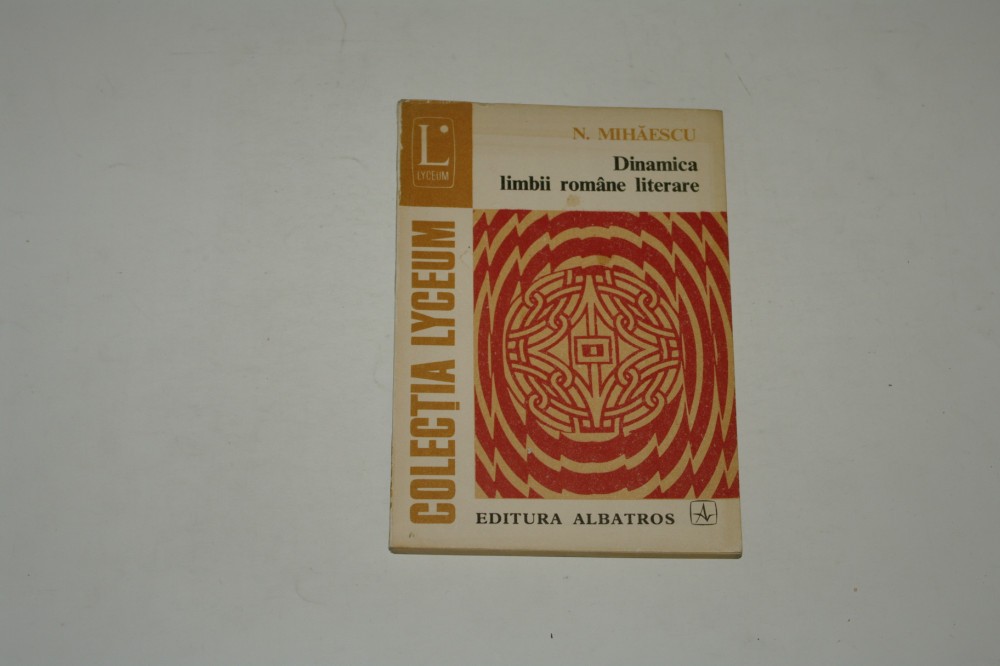 L
LYCEUM
N. MIHĂESCU
Dinamica
limbii române literare
COLECȚIA LYCEUM
EDITURA ALBATROS